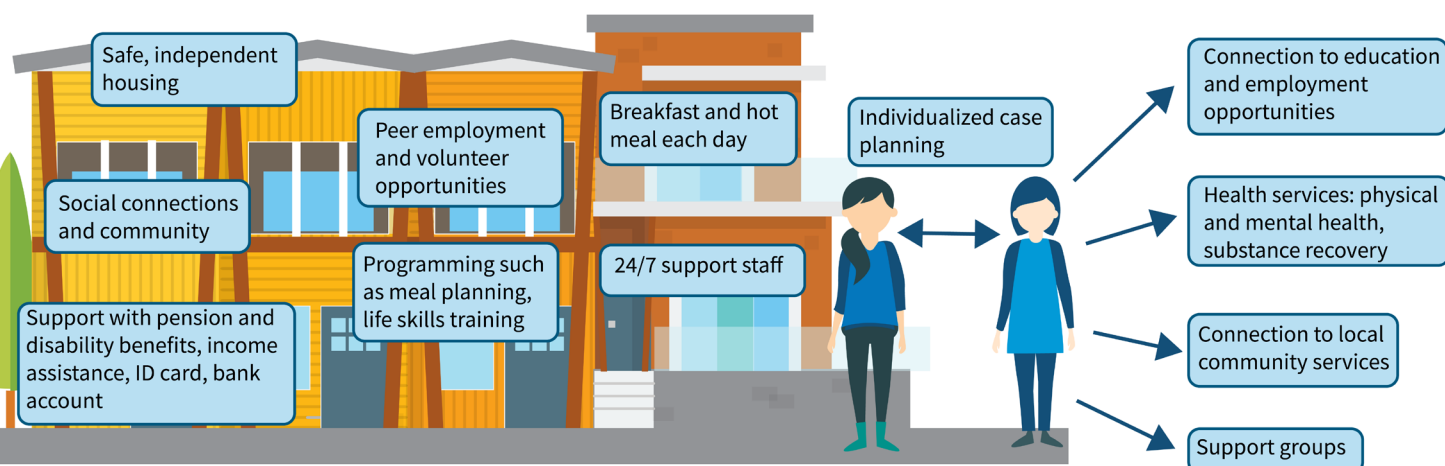 Safe, independent
housing
Social connections
and community
Support with pension and
disability benefits, income
assistance, ID card, bank
account
Peer employment
and volunteer
opportunities
Programming such
as meal planning,
life skills training
Breakfast and hot
meal each day
24/7 support staff
Individualized case
planning
Connection to education
and employment
opportunities
Health services: physical
and mental health,
substance recovery
Connection to local
community services
Support groups